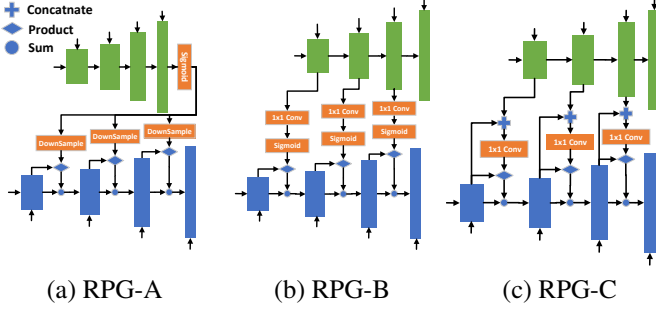 Concatnate
Product
Sum
Sigmoid
DownSample
DownSample
DownSample
1x1 Conv
1x1 Conv
1x1 Conv
Sigmoid
Sigmoid
Sigmoid
1x1 Conv
1x1 Conv
1x1 Conv
(a) RPG-A
(b) RPG-B
(c) RPG-C